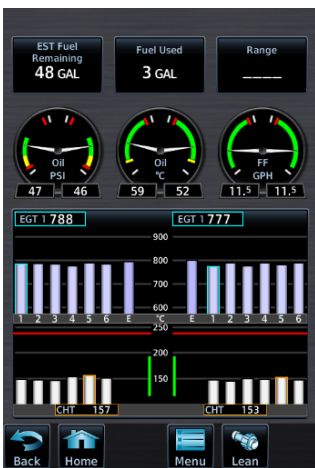 EST Fuel
Remaining
48 GAL
Fuel Used
3 GAL
Range
____
Oil
PSI
47 46
Oil
°C
59 52
FF
GPH
11.5 11.5
EGT 1 788
EGT 1 777
900
800
700
600
1 2 3 4 5 6 E °C E 1 2 3 4 5 6
250
200
150
CHT 157
CHT 153
Back
Home
Menu
Lean